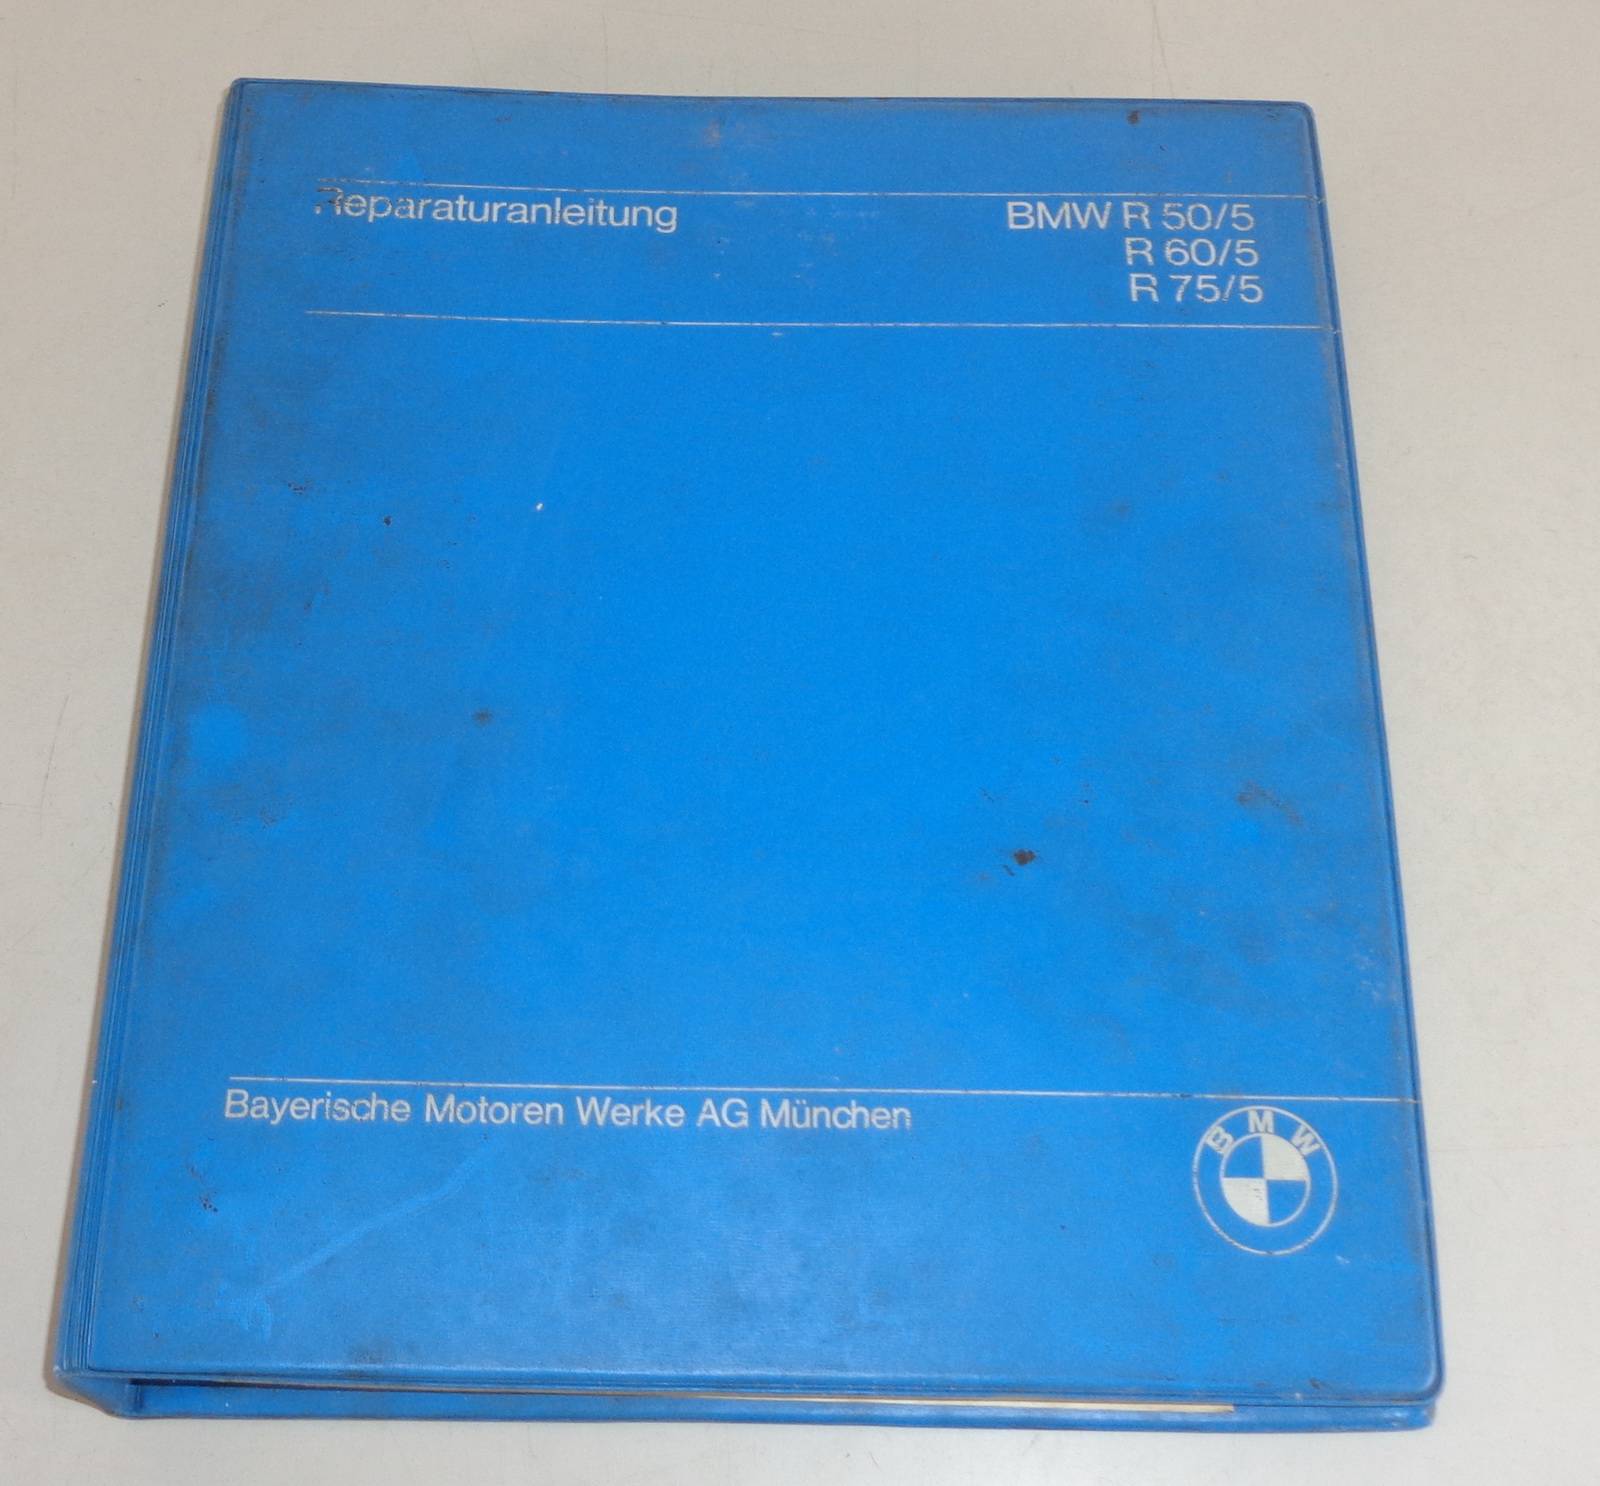 Reparaturanleitung
BMW R 50/5
R 60/5
R 75/5
Bayerische Motoren Werke AG München
BMW